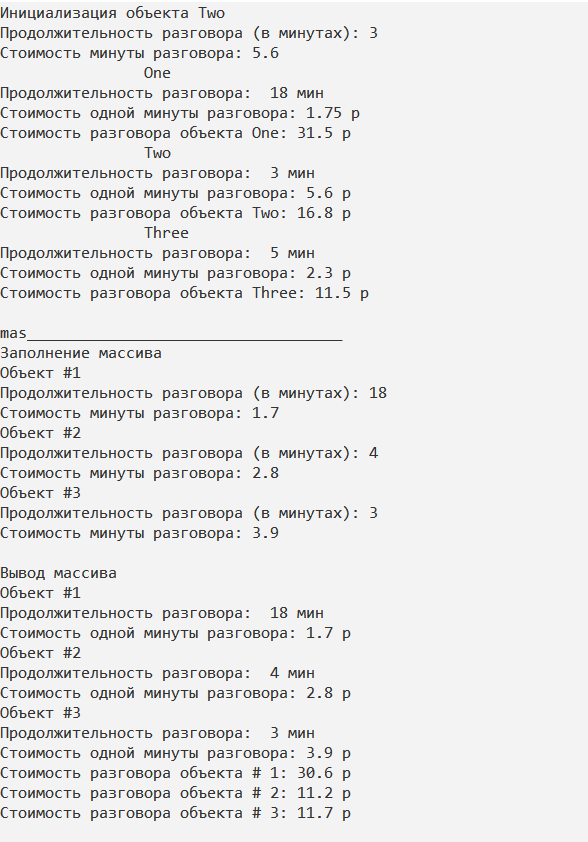 Инициализация объекта Two
Продолжительность разговора (в минутах): 3
Стоимость минуты разговора: 5.6
One
Продолжительность разговора:  18 мин
Стоимость одной минуты разговора: 1.75 р
Стоимость разговора объекта One: 31.5 р
Two
Продолжительность разговора:  3 мин
Стоимость одной минуты разговора: 5.6 р
Стоимость разговора объекта Two: 16.8 р
Three
Продолжительность разговора:  5 мин
Стоимость одной минуты разговора: 2.3 р
Стоимость разговора объекта Three: 11.5 р
mas___________________________________
Заполнение массива
Объект #1
Продолжительность разговора (в минутах): 18
Стоимость минуты разговора: 1.7
Объект #2
Продолжительность разговора (в минутах): 4
Стоимость минуты разговора: 2.8
Объект #3
Продолжительность разговора (в минутах): 3
Стоимость минуты разговора: 3.9
Вывод массива
Объект #1
Продолжительность разговора:  18 мин
Стоимость одной минуты разговора: 1.7 р
Объект #2
Продолжительность разговора:  4 мин
Стоимость одной минуты разговора: 2.8 р
Объект #3
Продолжительность разговора:  3 мин
Стоимость одной минуты разговора: 3.9 р
Стоимость разговора объекта # 1: 30.6 р
Стоимость разговора объекта # 2: 11.2 р
Стоимость разговора объекта # 3: 11.7 р